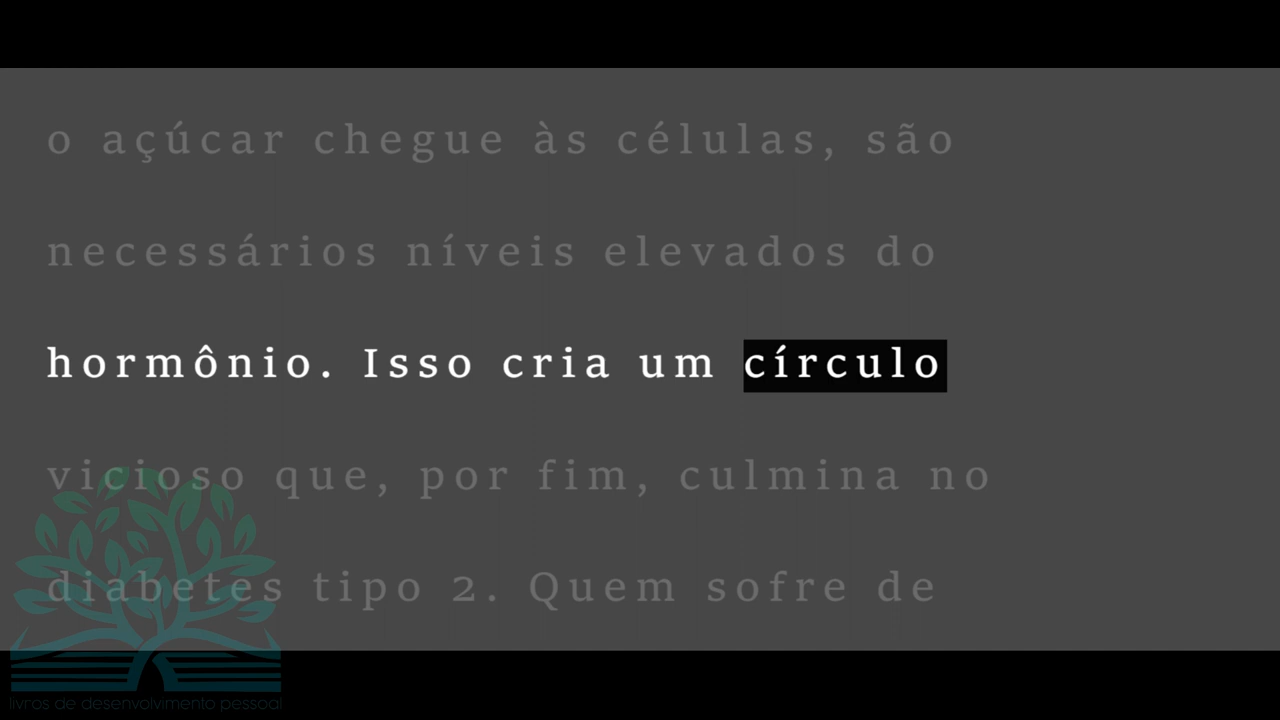 o açúcar chegue às células, são
necessários níveis elevados do
hormônio. Isso cria um círculo
vicioso que, por fim, culmina no
diabetes tipo 2. Quem sofre de
livros de desenvolvimento pessoal